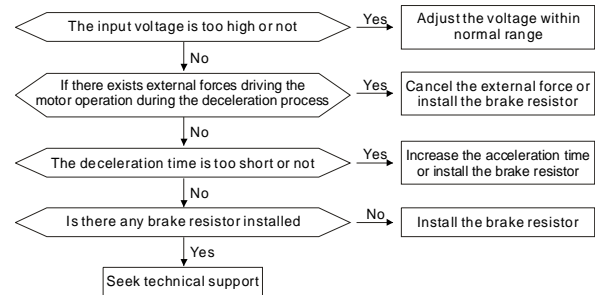 The input voltage is too high or not
Yes
Adjust the voltage within
normal range
No
If there exists external forces driving the
motor operation during the deceleration process
Yes
Cancel the external force or
install the brake resistor
No
The deceleration time is too short or not
Yes
Increase the acceleration time
or install the brake resistor
No
Is there any brake resistor installed
No
Install the brake resistor
Yes
Seek technical support